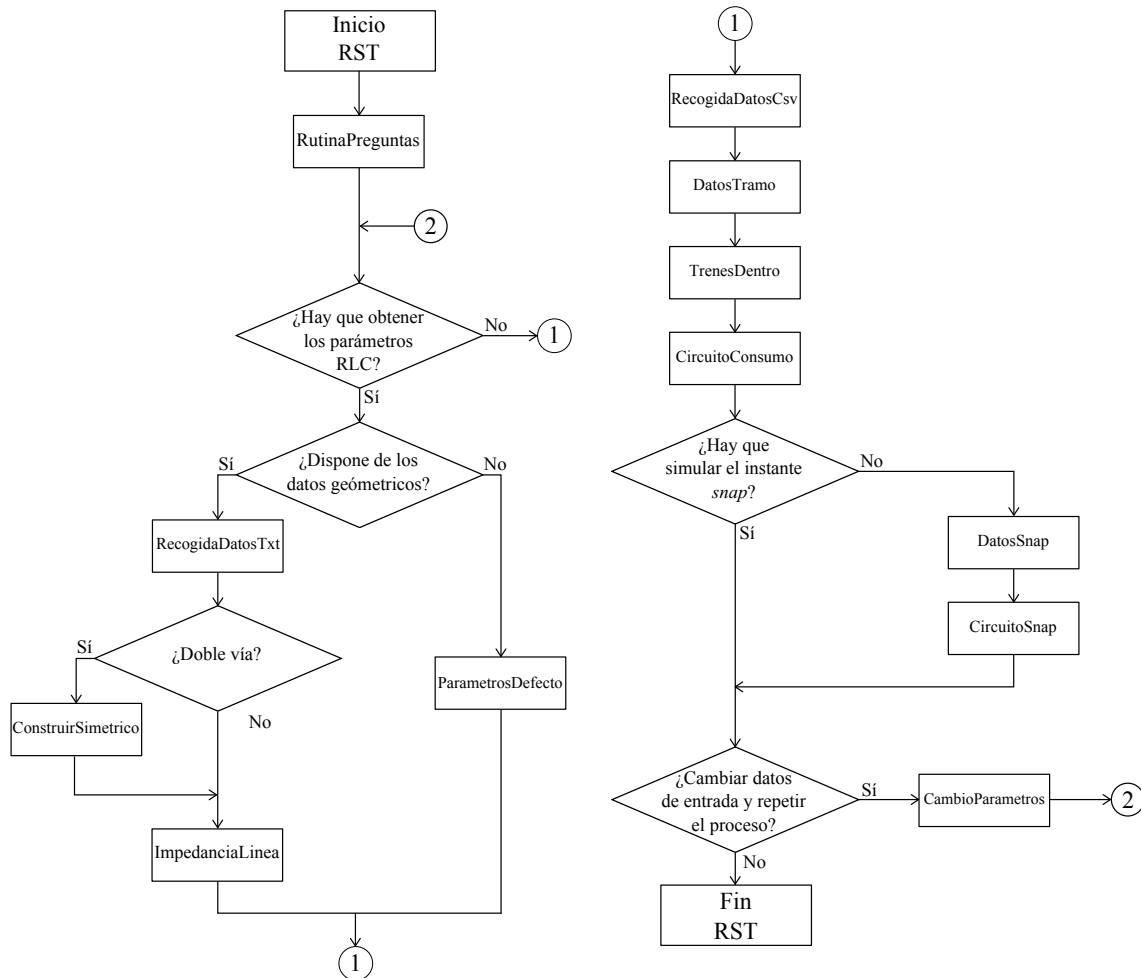 Inicio
RST
RutinaPreguntas
2
¿Hay que obtener
los parámetros
RLC?
No
1
Sí
¿Dispone de los
datos geómetricos?
Sí
No
RecogidaDatosTxt
¿Doble vía?
Sí
No
ConstruirSimetrico
ParametrosDefecto
ImpedanciaLinea
1
1
RecogidaDatosCsv
DatosTramo
TrenesDentro
CircuitoConsumo
¿Hay que
simular el instante
snap?
No
Sí
DatosSnap
CircuitoSnap
¿Cambiar datos
de entrada y repetir
el proceso?
Sí
CambioParametros
2
No
Fin
RST